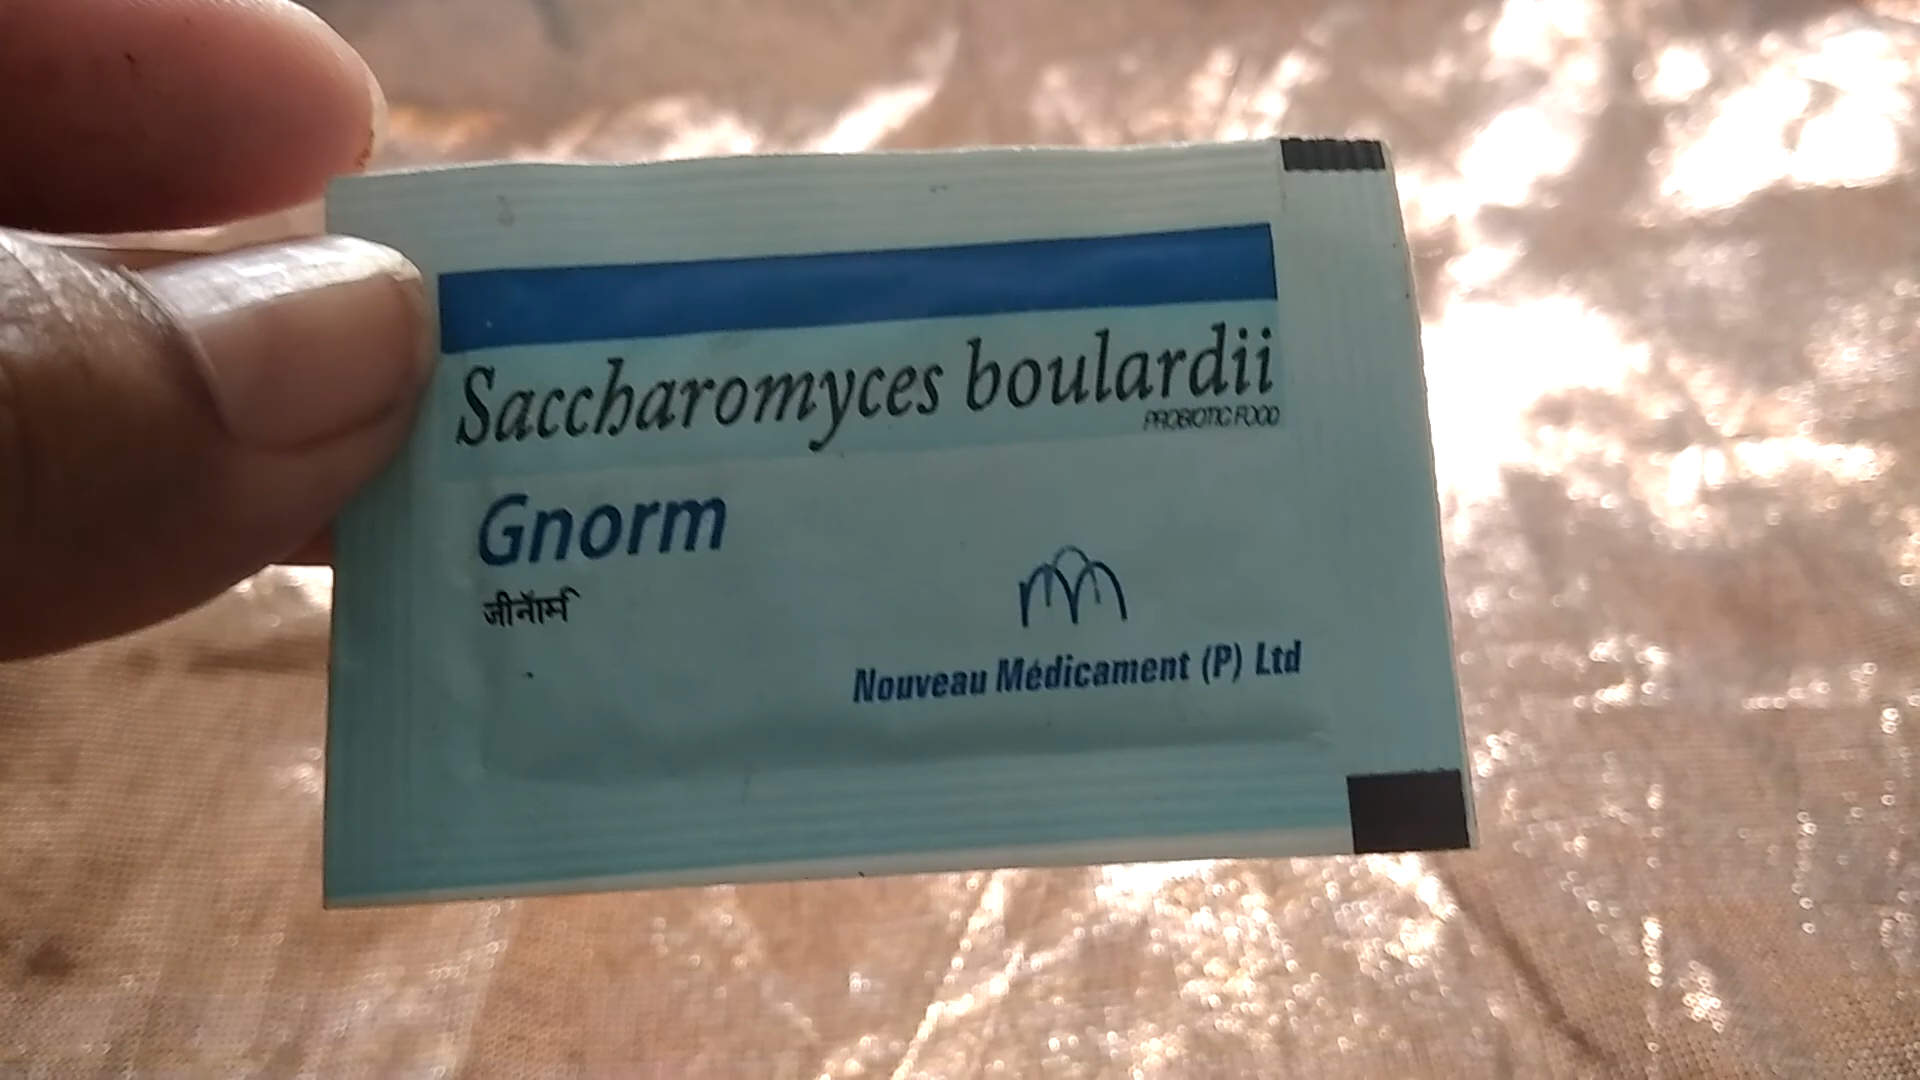 Saccharomyces boulardii
PROBIOTIC FOOD
Gnorm
जीनॉर्म
Nouveau Médicament (P) Ltd